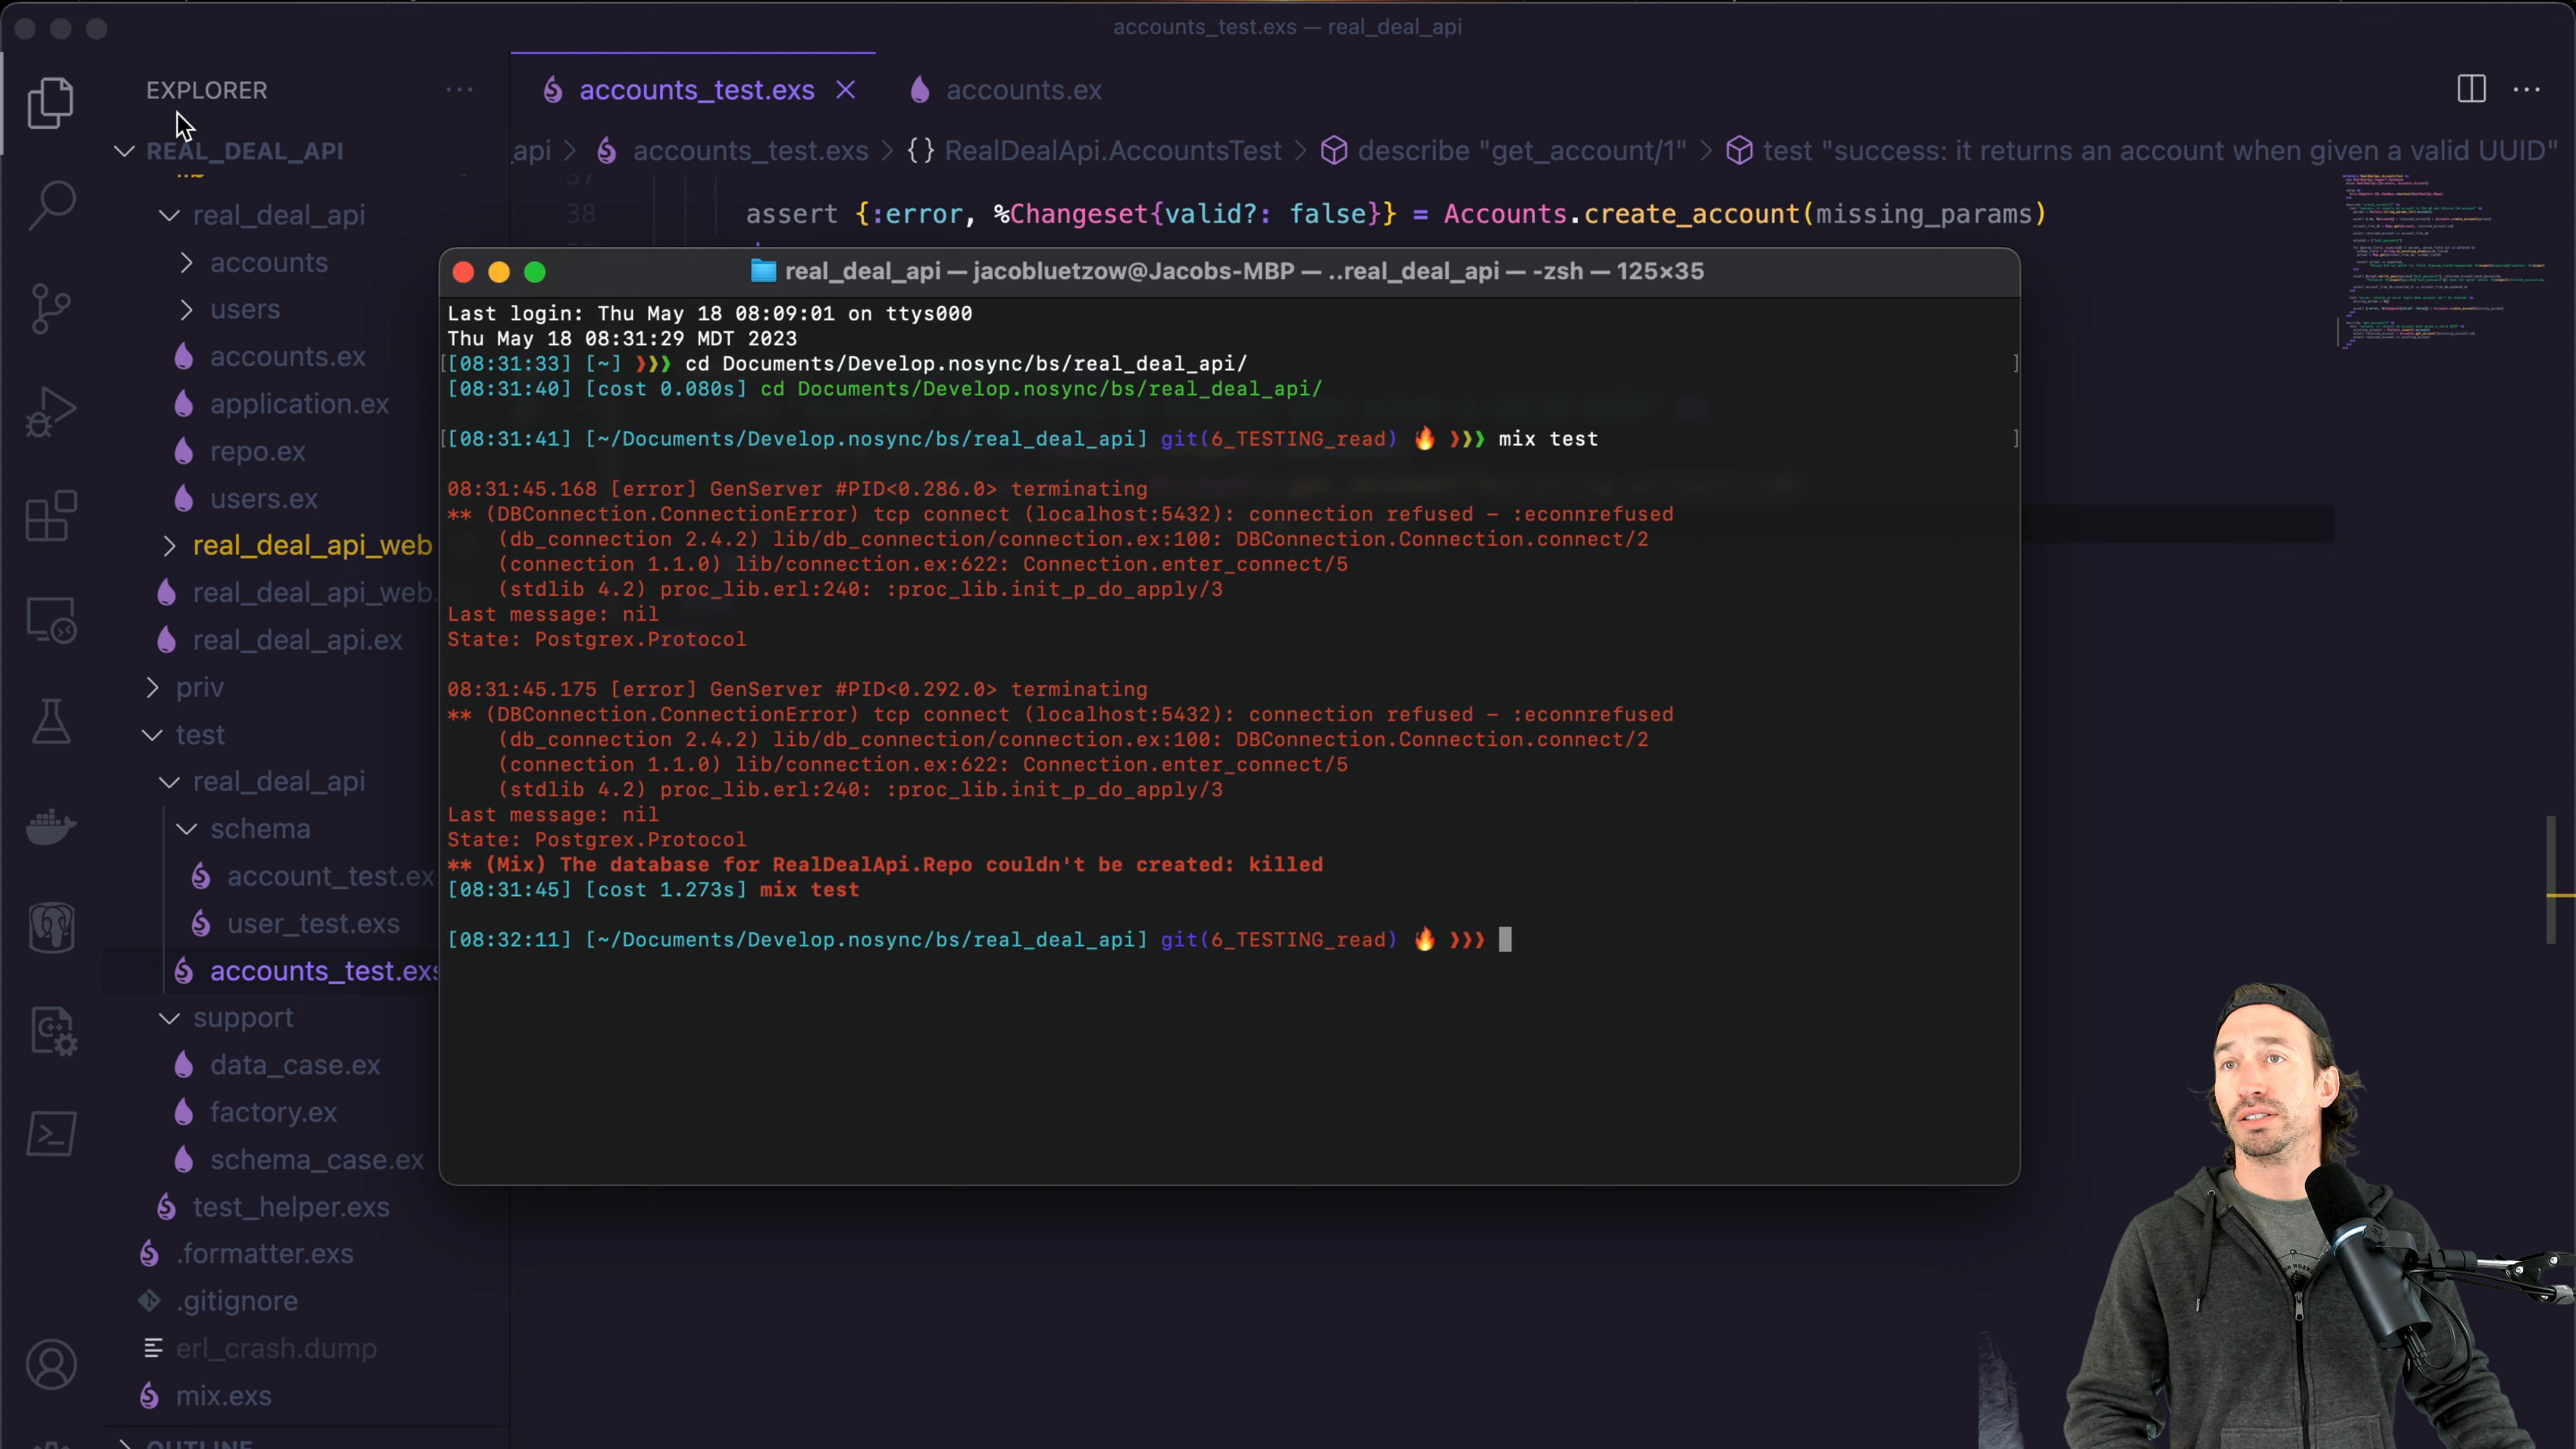 accounts_test.exs — real_deal_api
EXPLORER
accounts_test.exs
accounts.ex
REAL_DEAL_API
_api > accounts_test.exs > {} RealDealApi.AccountsTest > describe "get_account/1" > test "success: it returns an account when given a valid UUID"
37
38 assert {:error, %Changeset{valid?: false}} = Accounts.create_account(missing_params)
real_deal_api
accounts
users
accounts.ex
application.ex
repo.ex
users.ex
real_deal_api_web
real_deal_api_web.
real_deal_api.ex
priv
test
real_deal_api
schema
account_test.ex
user_test.exs
accounts_test.exs
support
data_case.ex
factory.ex
schema_case.ex
test_helper.exs
.formatter.exs
.gitignore
erl_crash.dump
mix.exs
OUTLINE
real_deal_api — jacobluetzow@Jacobs-MBP — ..real_deal_api — -zsh — 125×35
Last login: Thu May 18 08:09:01 on ttys000
Thu May 18 08:31:29 MDT 2023
[[08:31:33] [~] ❯❯❯ cd Documents/Develop.nosync/bs/real_deal_api/ ]
[08:31:40] [cost 0.080s] cd Documents/Develop.nosync/bs/real_deal_api/
[[08:31:41] [~/Documents/Develop.nosync/bs/real_deal_api] git(6_TESTING_read) 🔥 ❯❯❯ mix test ]
08:31:45.168 [error] GenServer #PID<0.286.0> terminating
** (DBConnection.ConnectionError) tcp connect (localhost:5432): connection refused - :econnrefused
(db_connection 2.4.2) lib/db_connection/connection.ex:100: DBConnection.Connection.connect/2
(connection 1.1.0) lib/connection.ex:622: Connection.enter_connect/5
(stdlib 4.2) proc_lib.erl:240: :proc_lib.init_p_do_apply/3
Last message: nil
State: Postgrex.Protocol
08:31:45.175 [error] GenServer #PID<0.292.0> terminating
** (DBConnection.ConnectionError) tcp connect (localhost:5432): connection refused - :econnrefused
(db_connection 2.4.2) lib/db_connection/connection.ex:100: DBConnection.Connection.connect/2
(connection 1.1.0) lib/connection.ex:622: Connection.enter_connect/5
(stdlib 4.2) proc_lib.erl:240: :proc_lib.init_p_do_apply/3
Last message: nil
State: Postgrex.Protocol
** (Mix) The database for RealDealApi.Repo couldn't be created: killed
[08:31:45] [cost 1.273s] mix test
[08:32:11] [~/Documents/Develop.nosync/bs/real_deal_api] git(6_TESTING_read) 🔥 ❯❯❯